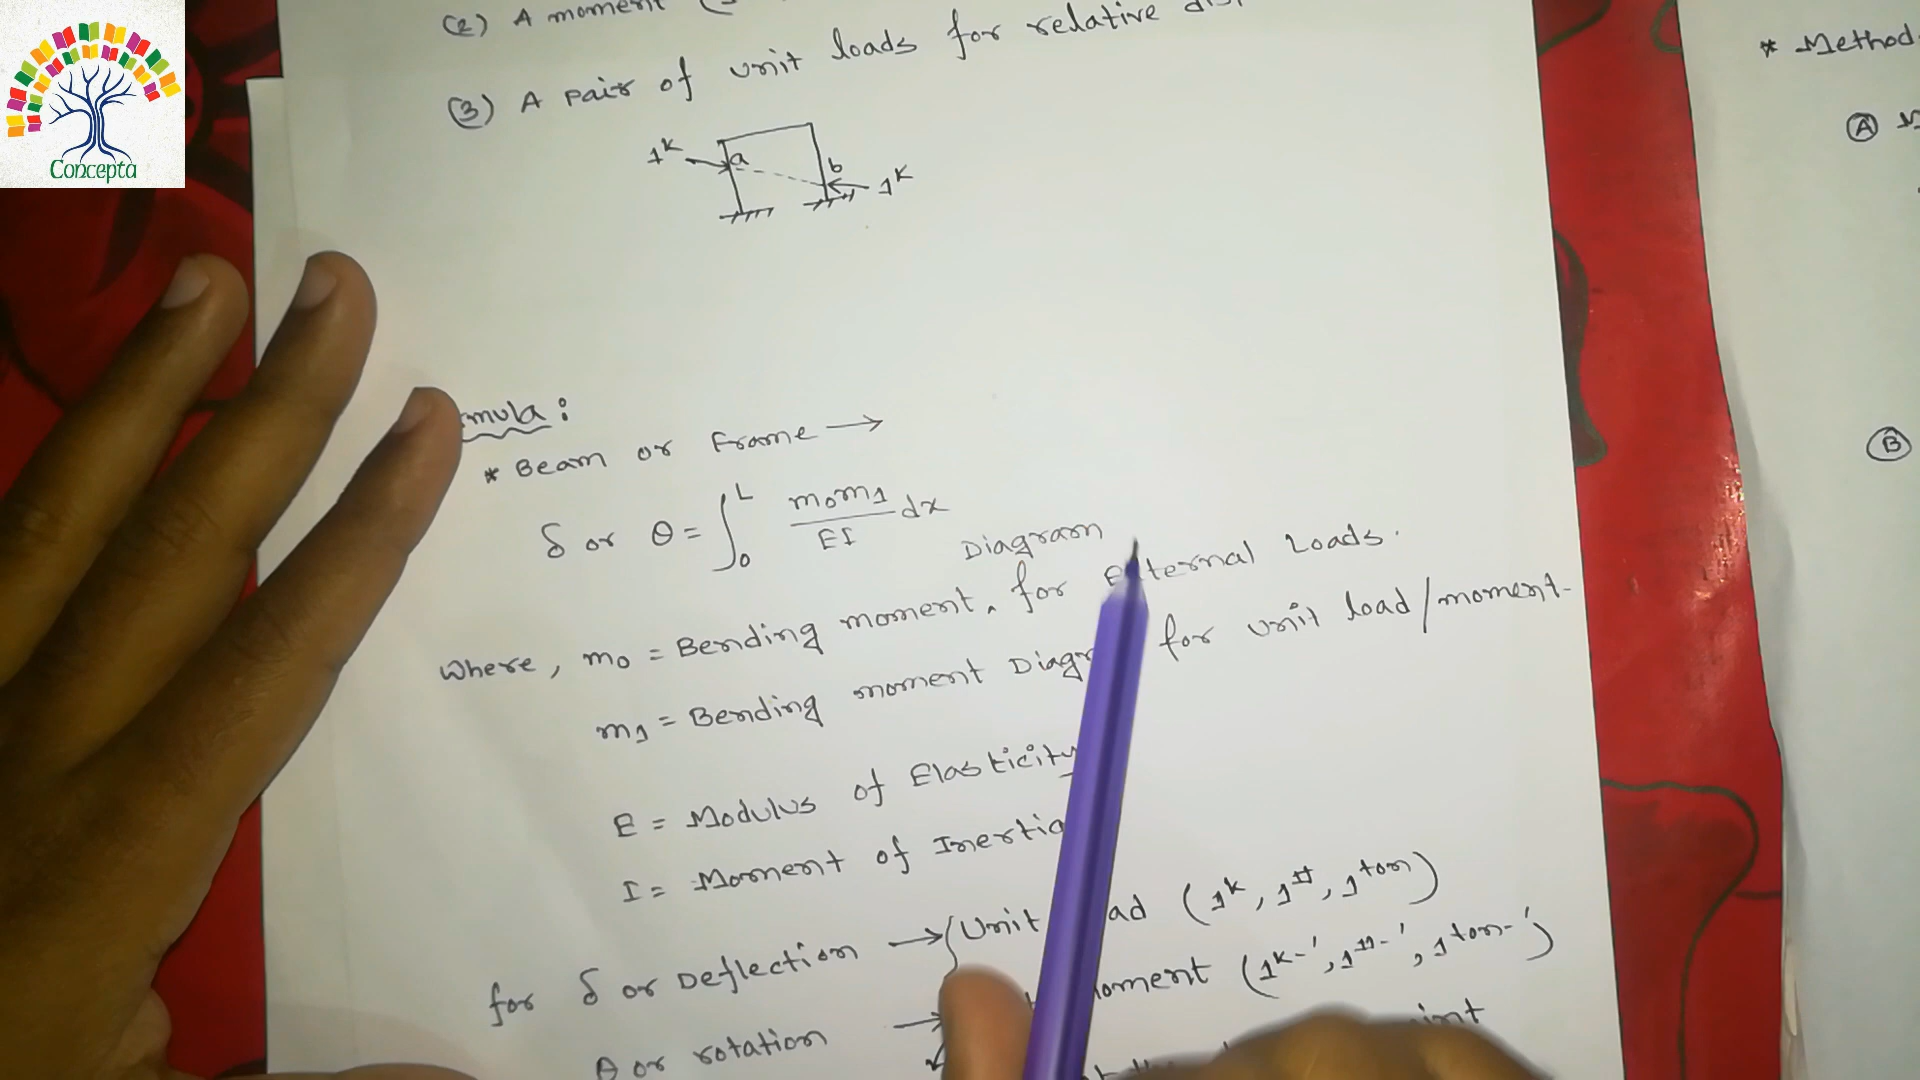 Concepta
(2) A moment
(3) A pair of unit loads for relative
1k a b 1k
* Method
(A)
(B)
mula:
* Beam or Frame →
δ or θ = ∫₀ᴸ m₀m₁/EI dx
Diagram
Where, m₀ = Bending moment ‸ for External Loads.
m₁ = Bending moment Diagr for unit load/moment-
E = Modulus of Elasticity
I = Moment of Inertia
for δ or Deflection → Unit ad (1ᵏ, 1#, 1ᵗᵒⁿ)
θ or rotation → oment (1ᵏ⁻', 1#⁻', 1ᵗᵒⁿ⁻')